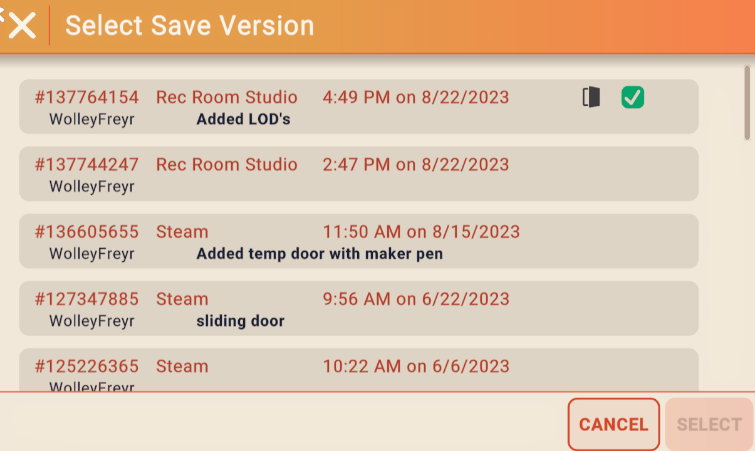 Select Save Version
#137764154 Rec Room Studio 4:49 PM on 8/22/2023
WolleyFreyr Added LOD's
#137744247 Rec Room Studio 2:47 PM on 8/22/2023
WolleyFreyr
#136605655 Steam 11:50 AM on 8/15/2023
WolleyFreyr Added temp door with maker pen
#127347885 Steam 9:56 AM on 6/22/2023
WolleyFreyr sliding door
#125226365 Steam 10:22 AM on 6/6/2023
WolleyFreyr
CANCEL SELECT